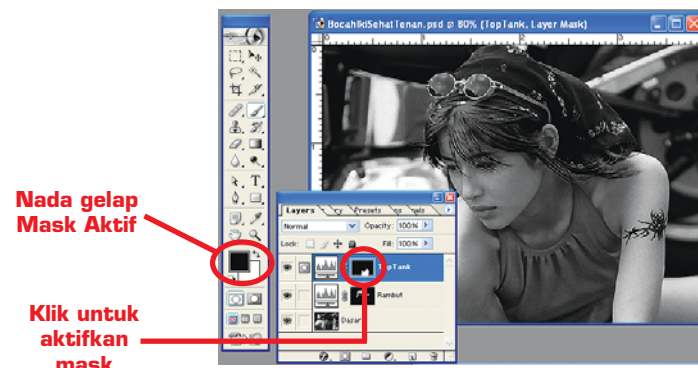 BocahIkiSehatTenan.psd @ 80% (TopTank, Layer Mask)
Nada gelap
Mask Aktif
Klik untuk
aktifkan
mask
Layers
Presets
Normal
Opacity: 100%
Lock:
Fill: 100%
TopTank
Rambut
Dasar